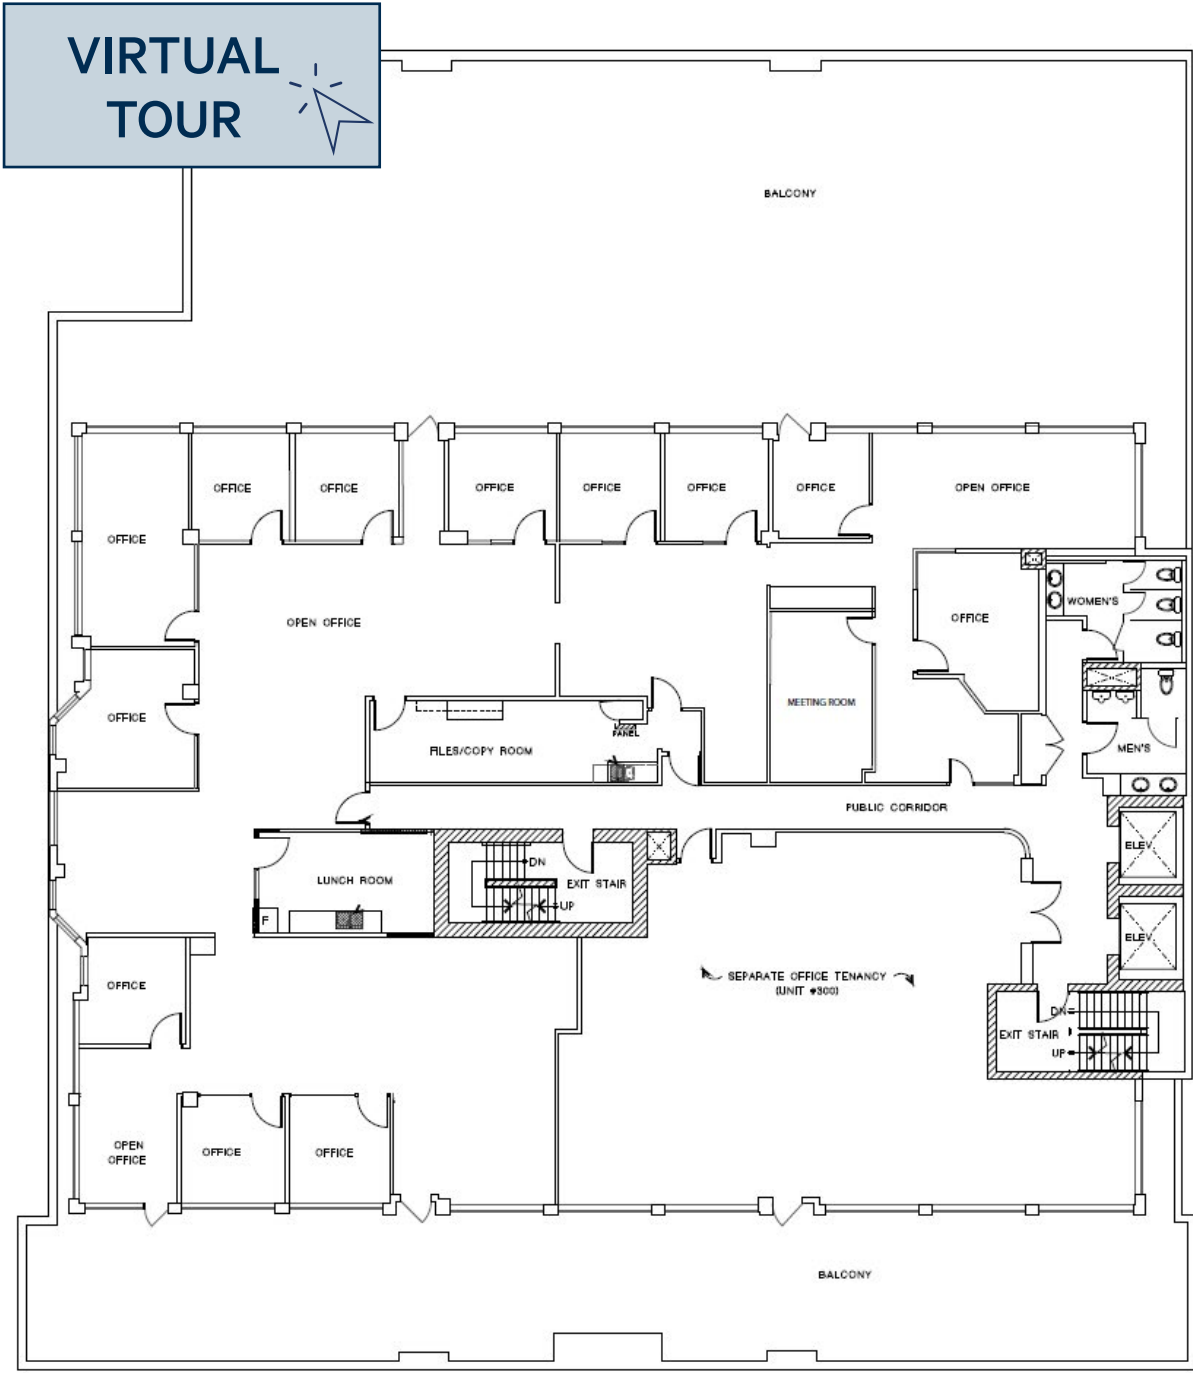 VIRTUAL
TOUR
BALCONY
OFFICE
OFFICE
OFFICE
OFFICE
OFFICE
OFFICE
OPEN OFFICE
OFFICE
WOMEN'S
OFFICE
OPEN OFFICE
MEETING ROOM
OFFICE
PANEL
FILES/COPY ROOM
MEN'S
PUBLIC CORRIDOR
ELEV.
DN
LUNCH ROOM
EXIT STAIR
UP
F
ELEV.
SEPARATE OFFICE TENANCY
(UNIT #300)
OFFICE
DN
EXIT STAIR
UP
OPEN
OFFICE
OFFICE
OFFICE
BALCONY